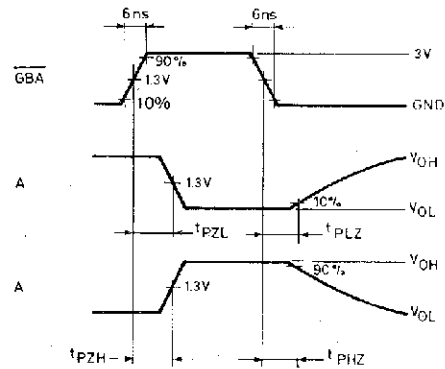 6ns
6ns
90%
3V
GBA
1.3V
10%
GND
A
VOH
1.3V
10%
VOL
tPZL
tPLZ
VOH
A
90%
1.3V
VOL
tPZH
tPHZ